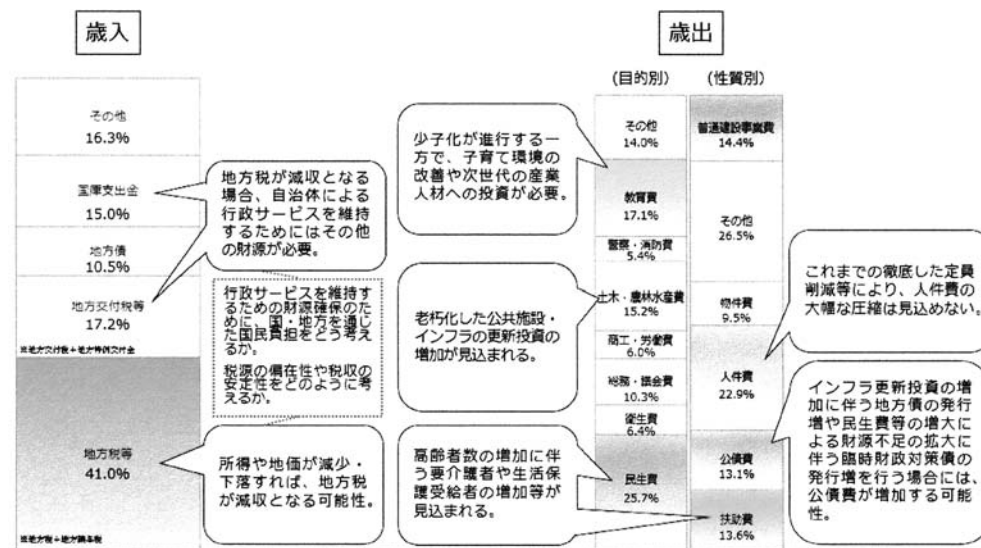 歳入
歳出
(目的別)
(性質別)
その他
16.3%
国庫支出金
15.0%
地方債
10.5%
地方交付税等
17.2%
※地方交付税+地方特例交付金
地方税等
41.0%
※地方税+地方譲与税
地方税が減収となる
場合、自治体による
行政サービスを維持
するためにはその他
の財源が必要。
行政サービスを維持す
るための財源確保のた
めに、国・地方を通じ
た国民負担をどう考え
るか。
税源の偏在性や税収の
安定性をどのように考
えるか。
所得や地価が減少・
下落すれば、地方税
が減収となる可能性。
少子化が進行する一
方で、子育て環境の
改善や次世代の産業
人材への投資が必要。
老朽化した公共施設・
インフラの更新投資の
増加が見込まれる。
高齢者数の増加に伴
う要介護者や生活保
護受給者の増加等が
見込まれる。
その他
14.0%
教育費
17.1%
警察・消防費
5.4%
土木・農林水産費
15.2%
商工・労働費
6.0%
総務・議会費
10.3%
衛生費
6.4%
民生費
25.7%
普通建設事業費
14.4%
その他
26.5%
物件費
9.5%
人件費
22.9%
公債費
13.1%
扶助費
13.6%
これまでの徹底した定員
削減等により、人件費の
大幅な圧縮は見込めない。
インフラ更新投資の増
加に伴う地方債の発行
増や民生費等の増大に
よる財源不足の拡大に
伴う臨時財政対策債の
発行増を行う場合には、
公債費が増加する可能
性。